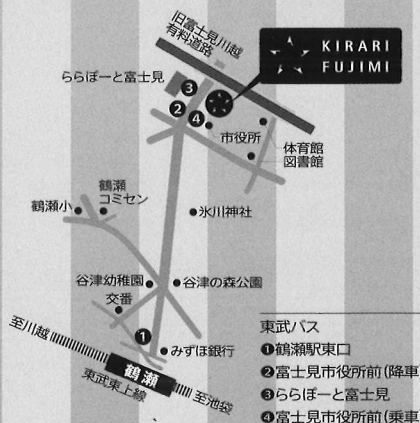 旧富士見川越
有料道路
KIRARI
FUJIMI
ららぽーと富士見
❸
❷
❹
市役所
体育館
図書館
鶴瀬
コミセン
鶴瀬小
氷川神社
谷津幼稚園
谷津の森公園
交番
❶
みずほ銀行
至川越
鶴瀬
東武東上線
至池袋
東武バス
❶鶴瀬駅東口
❷富士見市役所前(降車
❸ららぽーと富士見
❹富士見市役所前(乗車